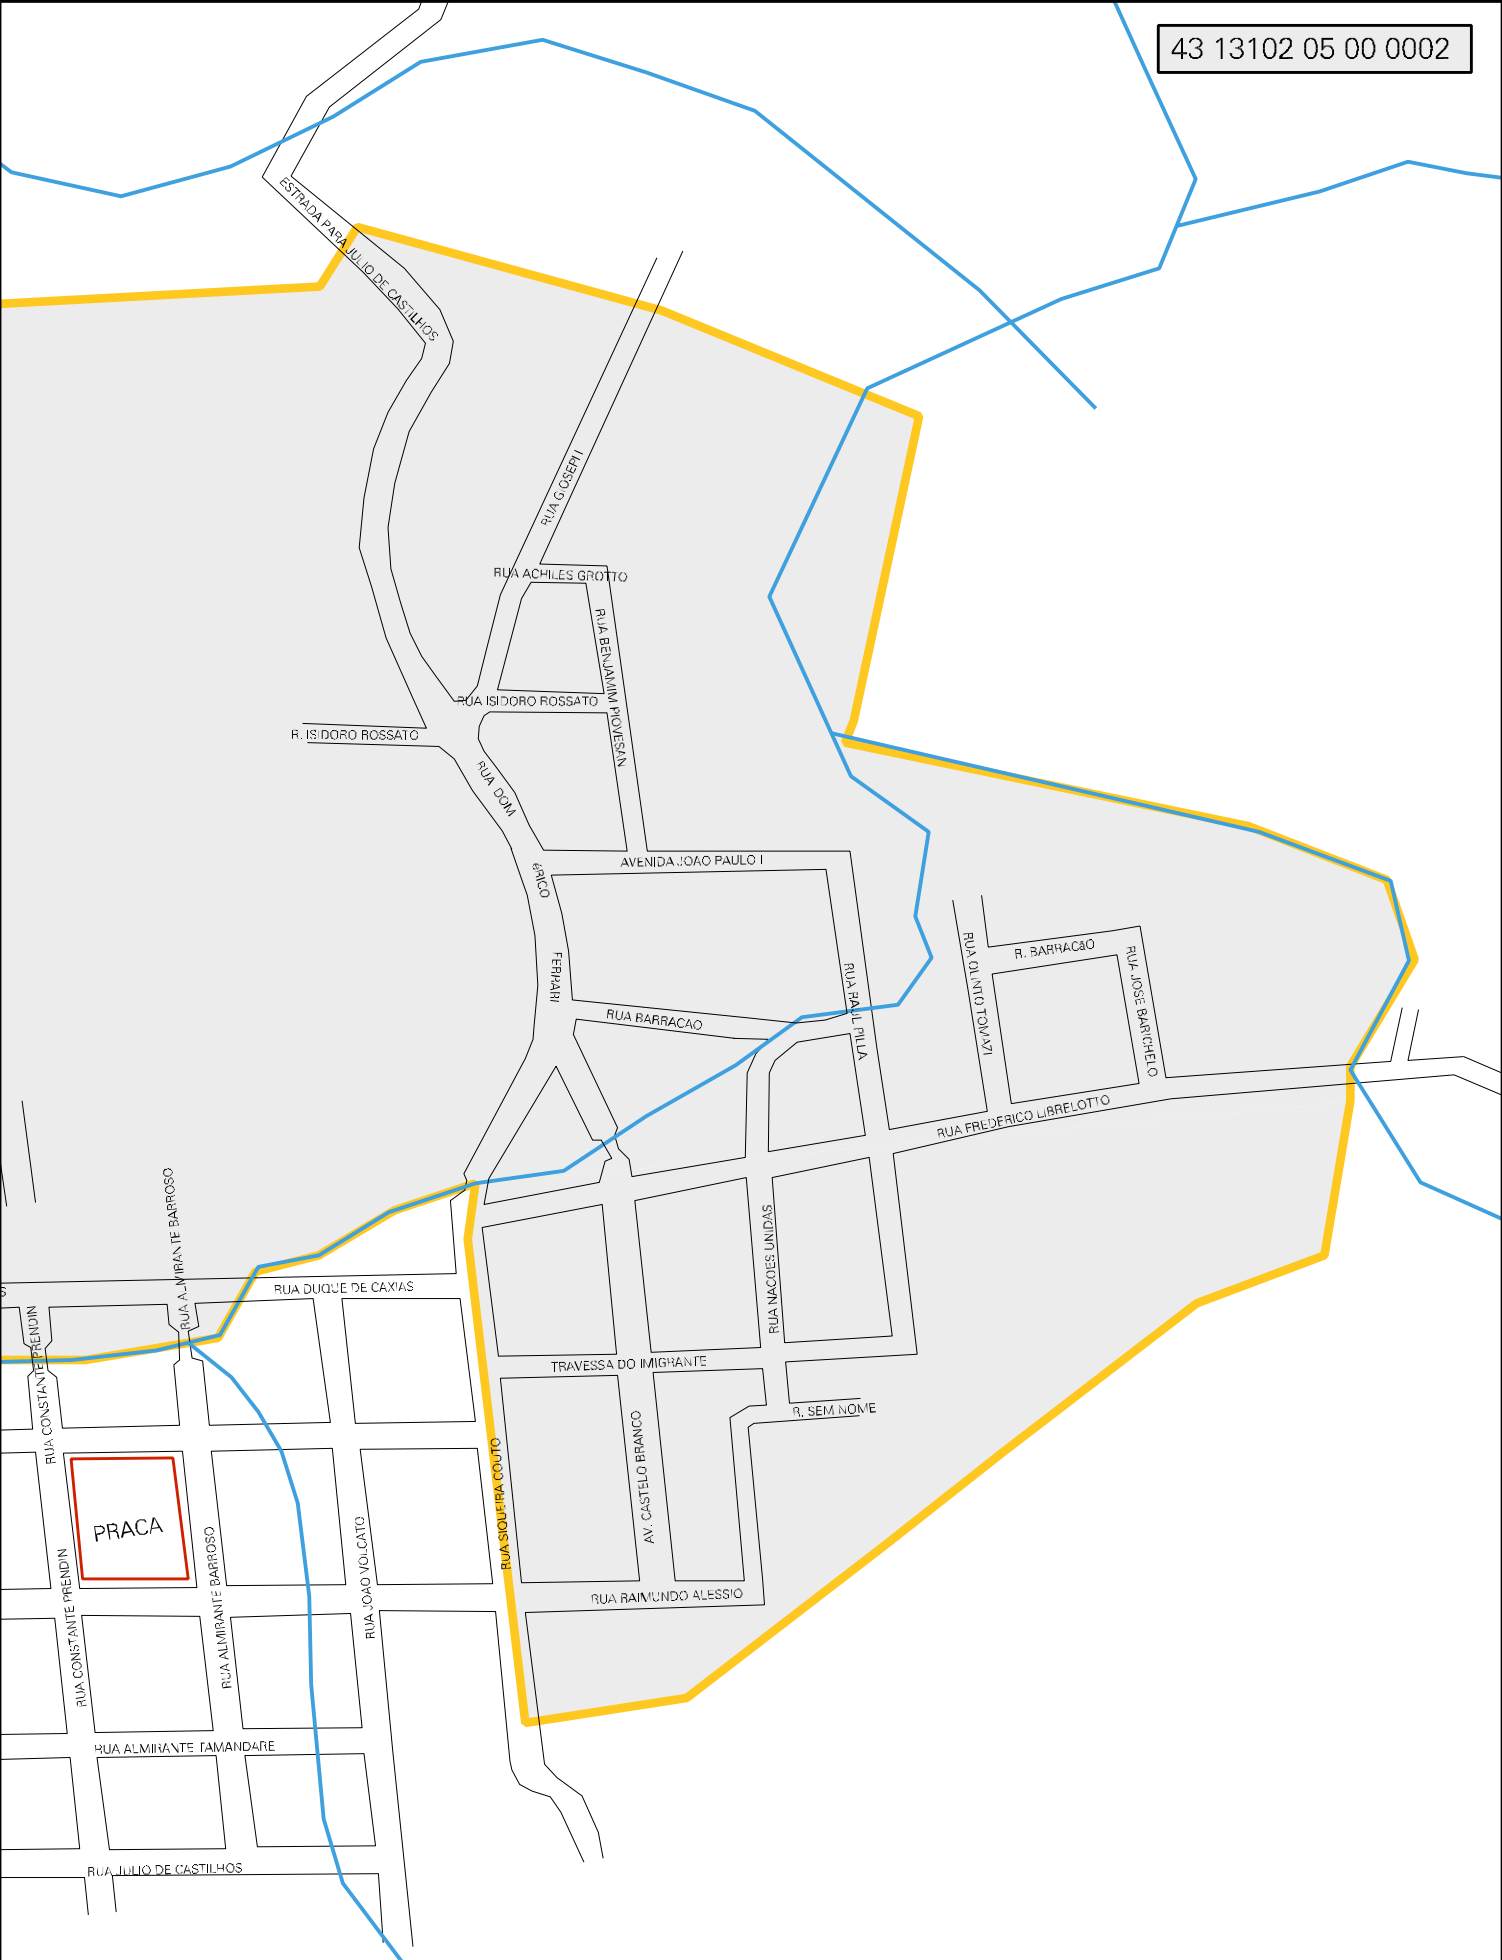 43 13102 05 00 0002
ESTRADA PARA JULIO DE CASTILHOS
RUA GIOSEPI I
RUA ACHILES GROTTO
RUA BENJAMIM PIOVESAN
RUA ISIDORO ROSSATO
R. ISIDORO ROSSATO
RUA DOM
éRICO
FERRARI
AVENIDA JOAO PAULO I
RUA RAUL PILLA
RUA BARRACAO
RUA OLINTO TOMAZI
R. BARRACãO
RUA JOSE BARICHELO
RUA FREDERICO LIBRELOTTO
RUA ALMIRANTE BARROSO
RUA NACOES UNIDAS
S
RUA DUQUE DE CAXIAS
RUA CONSTANTE PRENDIN
TRAVESSA DO IMIGRANTE
R. SEM NOME
AV. CASTELO BRANCO
RUA SIQUEIRA COUTO
PRACA
RUA JOAO VOLCATO
RUA ALMIRANTE BARROSO
RUA CONSTANTE PRENDIN
RUA RAIMUNDO ALESSIO
RUA ALMIRANTE TAMANDARE
RUA JULIO DE CASTILHOS